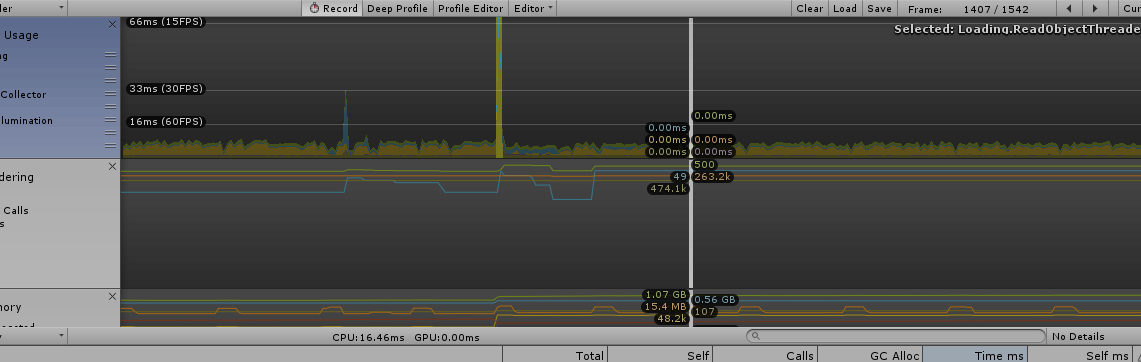 ler Record Deep Profile Profile Editor Editor Clear Load Save Frame: 1407 / 1542 Cur
66ms (15FPS)
Selected: Loading.ReadObjectThreade
Usage
ng
33ms (30FPS)
Collector
16ms (60FPS)
lumination
0.00ms
0.00ms
0.00ms 0.00ms
0.00ms 0.00ms
500
dering
49 263.2k
474.1k
Calls
s
1.07 GB 0.56 GB
mory
15.4 MB 107
48.2k
CPU:16.46ms GPU:0.00ms No Details
Total Self Calls GC Alloc Time ms Self ms